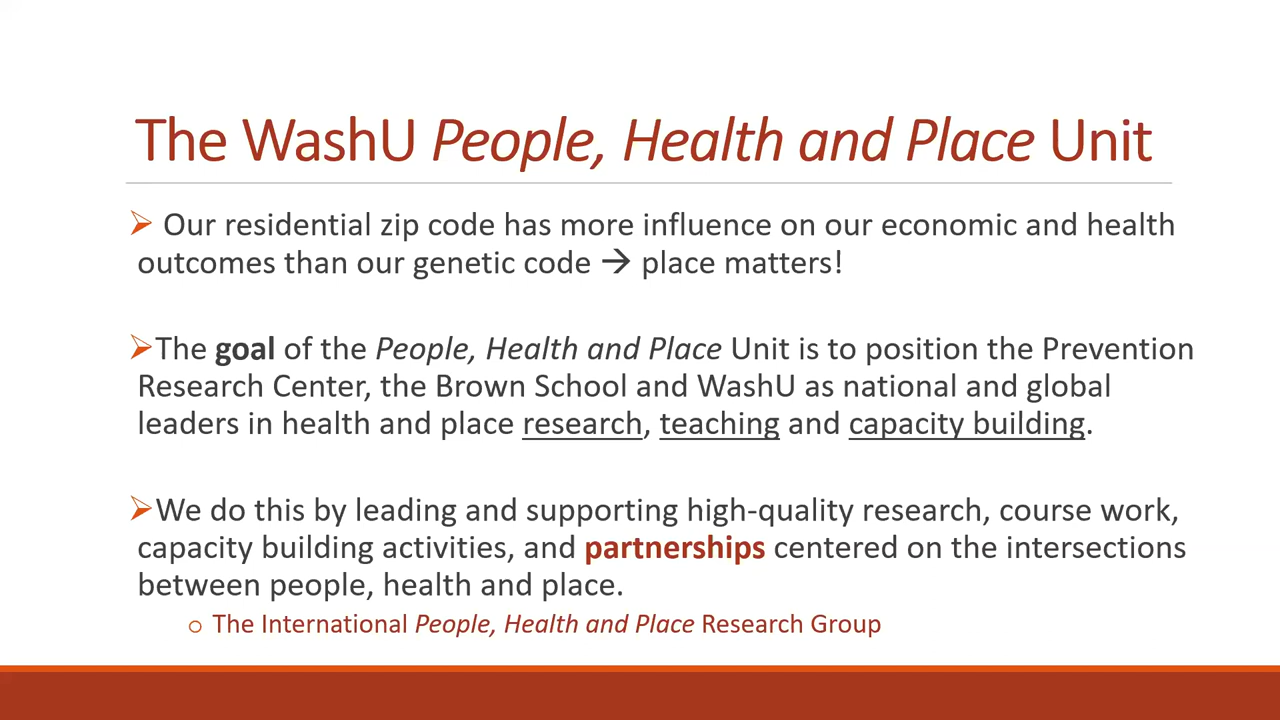 The WashU People, Health and Place Unit
➢ Our residential zip code has more influence on our economic and health
outcomes than our genetic code → place matters!
➢The goal of the People, Health and Place Unit is to position the Prevention
Research Center, the Brown School and WashU as national and global
leaders in health and place research, teaching and capacity building.
➢We do this by leading and supporting high-quality research, course work,
capacity building activities, and partnerships centered on the intersections
between people, health and place.
o The International People, Health and Place Research Group